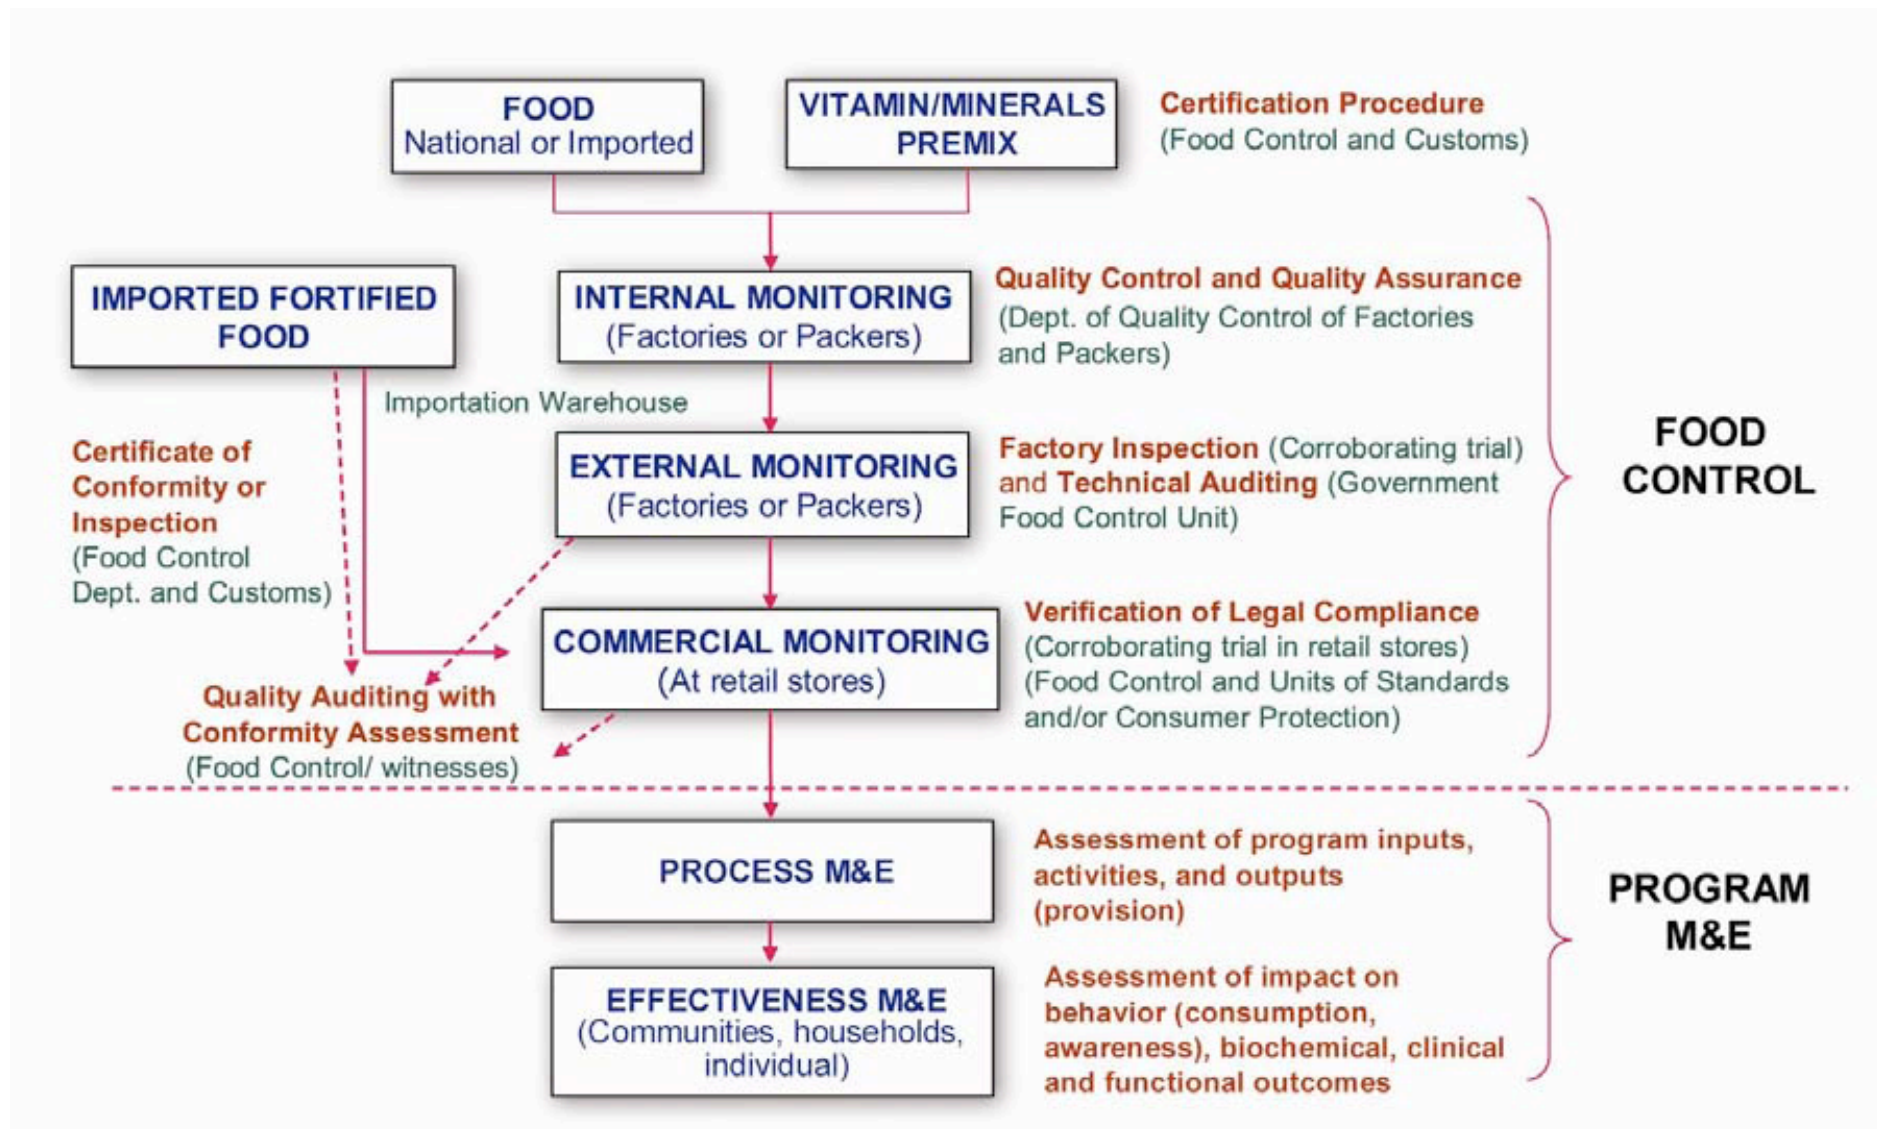 FOOD
National or Imported
VITAMIN/MINERALS
PREMIX
Certification Procedure
(Food Control and Customs)
IMPORTED FORTIFIED
FOOD
INTERNAL MONITORING
(Factories or Packers)
Quality Control and Quality Assurance
(Dept. of Quality Control of Factories
and Packers)
Importation Warehouse
Certificate of
Conformity or
Inspection
(Food Control
Dept. and Customs)
EXTERNAL MONITORING
(Factories or Packers)
Factory Inspection (Corroborating trial)
and Technical Auditing (Government
Food Control Unit)
FOOD
CONTROL
COMMERCIAL MONITORING
(At retail stores)
Verification of Legal Compliance
(Corroborating trial in retail stores)
(Food Control and Units of Standards
and/or Consumer Protection)
Quality Auditing with
Conformity Assessment
(Food Control/ witnesses)
PROCESS M&E
Assessment of program inputs,
activities, and outputs
(provision)
PROGRAM
M&E
EFFECTIVENESS M&E
(Communities, households,
individual)
Assessment of impact on
behavior (consumption,
awareness), biochemical, clinical
and functional outcomes